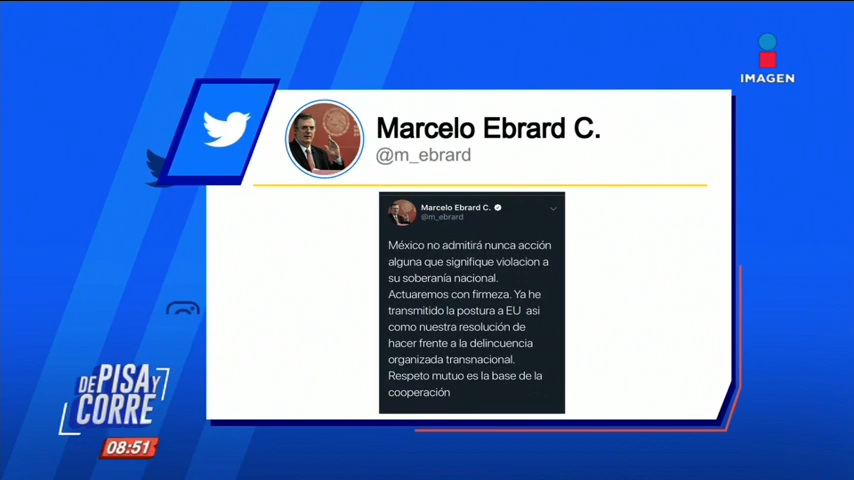 IMAGEN
Marcelo Ebrard C.
@m_ebrard
Marcelo Ebrard C.
@m_ebrard
México no admitirá nunca acción
alguna que signifique violacion a
su soberanía nacional.
Actuaremos con firmeza. Ya he
transmitido la postura a EU asi
como nuestra resolución de
hacer frente a la delincuencia
organizada transnacional.
Respeto mutuo es la base de la
cooperación
DE PISA Y
CORRE
08:51